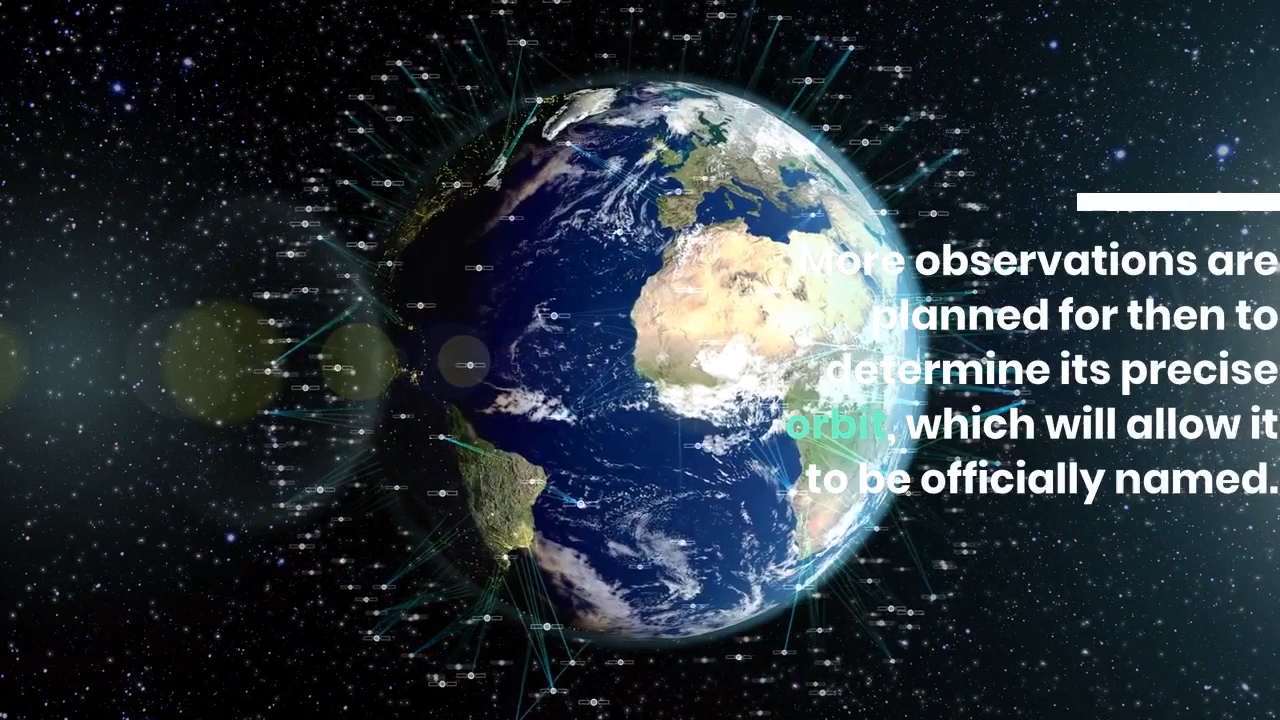 More observations are
planned for then to
determine its precise
orbit, which will allow it
to be officially named.